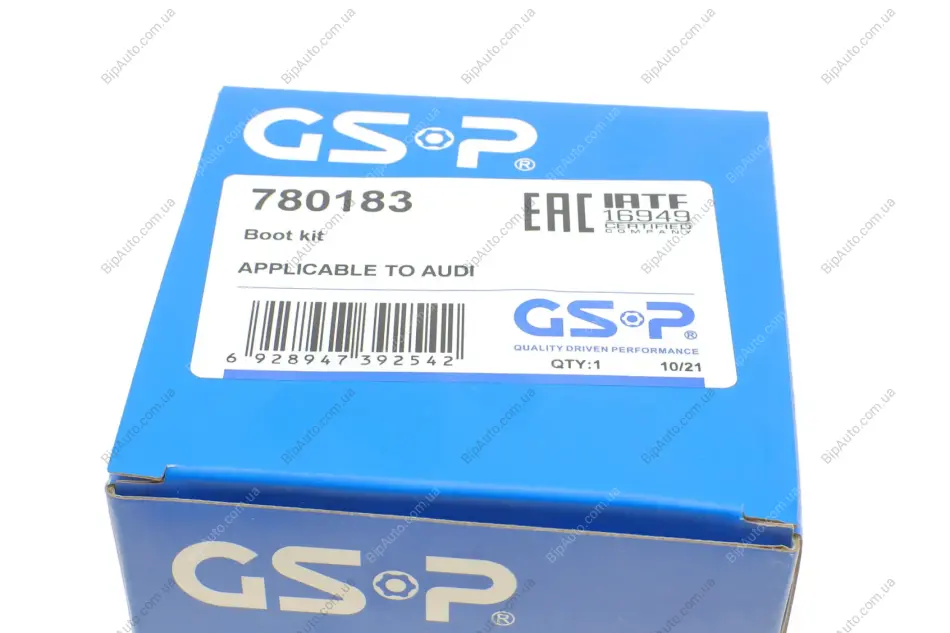 GSP®
780183
Boot kit
APPLICABLE TO AUDI
EAC
IATF
16949
CERTIFIED
COMPANY
6 928947 392542
GSP®
QUALITY DRIVEN PERFORMANCE
QTY:1
10/21
GSP®
BipAuto.com.ua